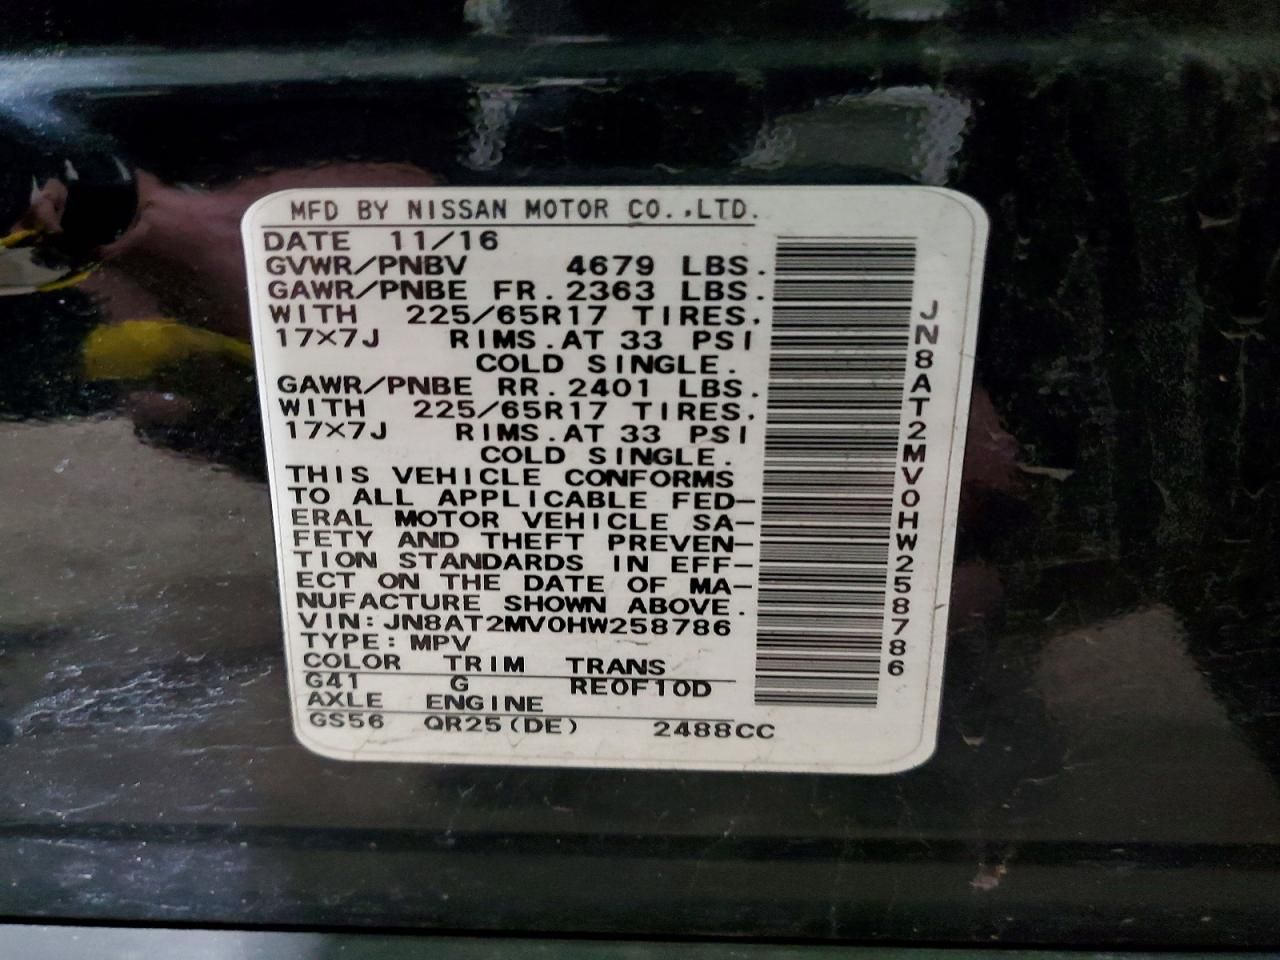 MFD BY NISSAN MOTOR CO.,LTD.
DATE 11/16
GVWR/PNBV 4679 LBS.
GAWR/PNBE FR.2363 LBS.
WITH 225/65R17 TIRES.
17X7J RIMS.AT 33 PSI
COLD SINGLE.
GAWR/PNBE RR.2401 LBS.
WITH 225/65R17 TIRES.
17X7J RIMS.AT 33 PSI
COLD SINGLE.
THIS VEHICLE CONFORMS
TO ALL APPLICABLE FED-
ERAL MOTOR VEHICLE SA-
FETY AND THEFT PREVEN-
TION STANDARDS IN EFF-
ECT ON THE DATE OF MA-
NUFACTURE SHOWN ABOVE.
VIN:JN8AT2MV0HW258786
TYPE:MPV
COLOR TRIM TRANS
G41 G RE0F10D
AXLE ENGINE
GS56 QR25(DE) 2488CC
JN8AT2MV0HW258786